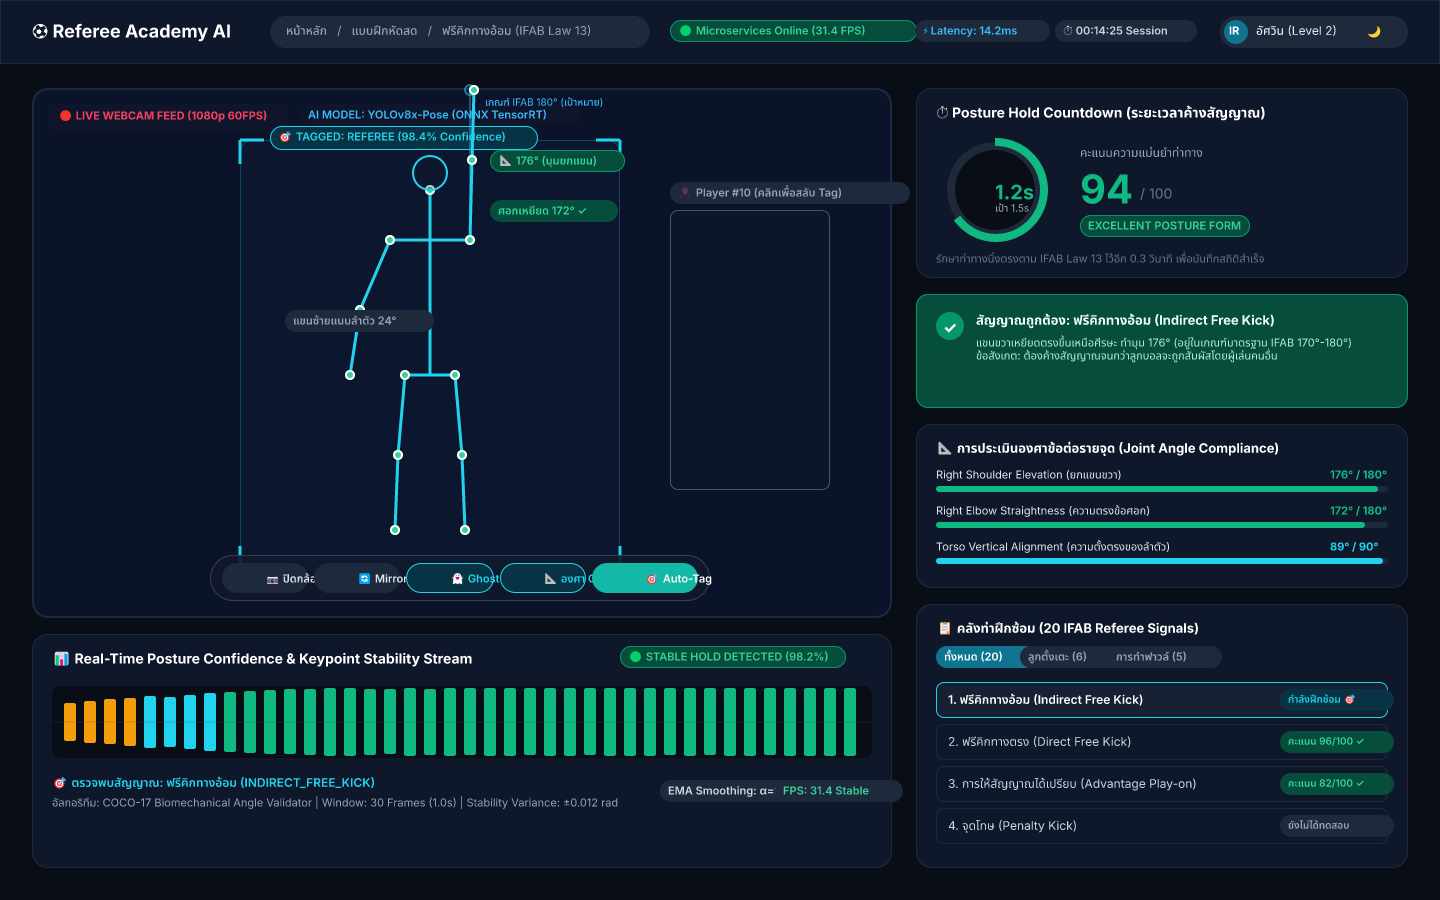 Referee Academy AI
หน้าหลัก / แบบฝึกหัดสด / ฟรีคิกทางอ้อม (IFAB Law 13)
Microservices Online (31.4 FPS)
Latency: 14.2ms
00:14:25 Session
IR อัศวิน (Level 2)
LIVE WEBCAM FEED (1080p 60FPS)
AI MODEL: YOLOv8x-Pose (ONNX TensorRT)
เกณฑ์ IFAB 180° (เป้าหมาย)
TAGGED: REFEREE (98.4% Confidence)
176° (มุมยกแขน)
ศอกเหยียด 172° ✓
แขนซ้ายแนบลำตัว 24°
Player #10 (คลิกเพื่อสลับ Tag)
ปิดกล้อ
Mirror
Ghost
องศา
Auto-Tag
Real-Time Posture Confidence & Keypoint Stability Stream
STABLE HOLD DETECTED (98.2%)
ตรวจพบสัญญาณ: ฟรีคิกทางอ้อม (INDIRECT_FREE_KICK)
อัลกอริทึม: COCO-17 Biomechanical Angle Validator | Window: 30 Frames (1.0s) | Stability Variance: ±0.012 rad
EMA Smoothing: α=
FPS: 31.4 Stable
Posture Hold Countdown (ระยะเวลาค้างสัญญาณ)
1.2s
เป้า 1.5s
คะแนนความแม่นยำท่าทาง
94 / 100
EXCELLENT POSTURE FORM
รักษาท่าทางนิ่งตรงตาม IFAB Law 13 ไว้อีก 0.3 วินาที เพื่อบันทึกสถิติสำเร็จ
สัญญาณถูกต้อง: ฟรีคิกทางอ้อม (Indirect Free Kick)
แขนขวาเหยียดตรงขึ้นเหนือศีรษะ ทำมุม 176° (อยู่ในเกณฑ์มาตรฐาน IFAB 170°-180°)
ข้อสังเกต: ต้องค้างสัญญาณจนกว่าลูกบอลจะถูกสัมผัสโดยผู้เล่นคนอื่น
การประเมินองศาข้อต่อรายจุด (Joint Angle Compliance)
Right Shoulder Elevation (ยกแขนขวา) 176° / 180°
Right Elbow Straightness (ความตรงข้อศอก) 172° / 180°
Torso Vertical Alignment (ความตั้งตรงของลำตัว) 89° / 90°
คลังท่าฝึกซ้อม (20 IFAB Referee Signals)
ทั้งหมด (20) ลูกตั้งเตะ (6) การทำฟาวล์ (5)
1. ฟรีคิกทางอ้อม (Indirect Free Kick) กำลังฝึกซ้อม
2. ฟรีคิกทางตรง (Direct Free Kick) คะแนน 96/100 ✓
3. การให้สัญญาณได้เปรียบ (Advantage Play-on) คะแนน 82/100 ✓
4. จุดโทษ (Penalty Kick) ยังไม่ได้ทดสอบ